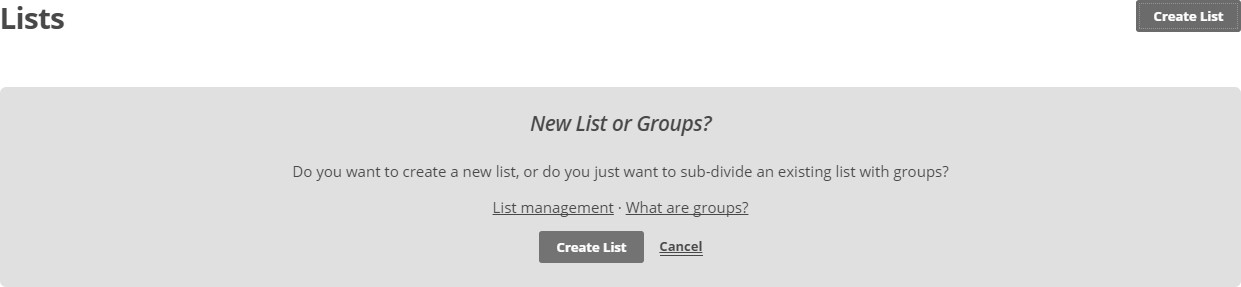 Lists
Create List
New List or Groups?
Do you want to create a new list, or do you just want to sub-divide an existing list with groups?
List management · What are groups?
Create List Cancel